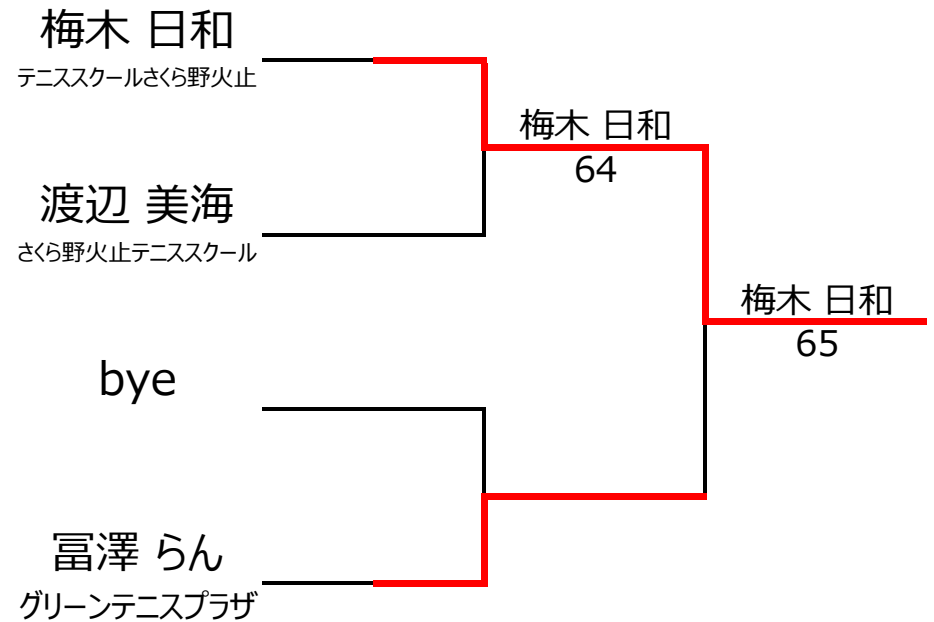 梅木 日和
テニススクールさくら野火止
梅木 日和
64
渡辺 美海
さくら野火止テニススクール
梅木 日和
65
bye
冨澤 らん
グリーンテニスプラザ